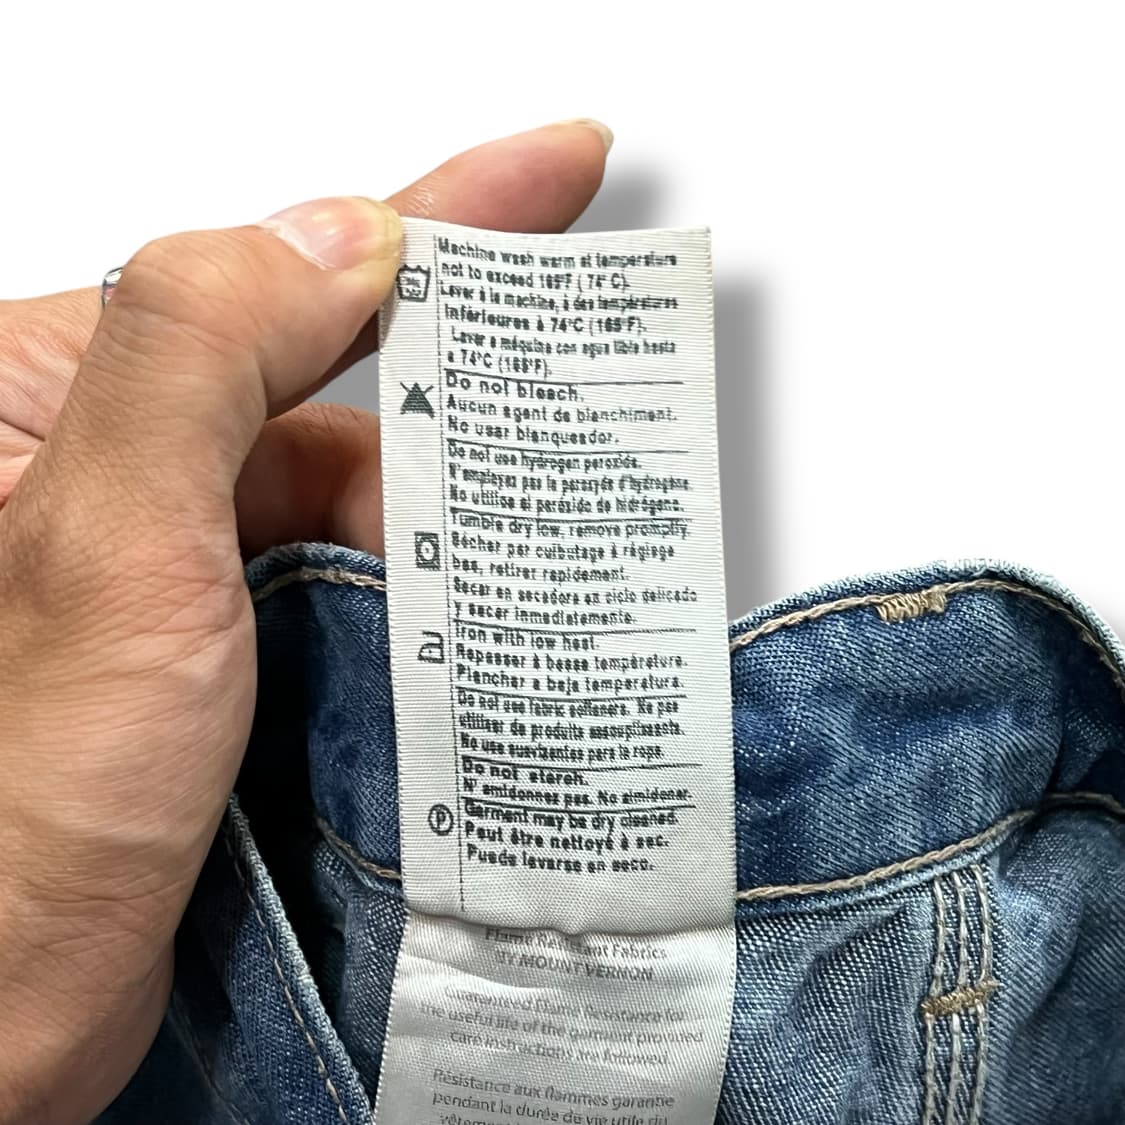 Machine wash warm at temperature
not to exceed 165°F ( 74° C).
Laver à la machine, à des températures
inférieures à 74°C (165°F).
Lavar a máquina con agua tibia hasta
a 74°C (165°F).
Do not bleach.
Aucun agent de blanchiment.
No usar blanqueador.
Do not use hydrogen peroxide.
N'employez pas le peroxyde d'hydrogène.
No utilice el peróxido de hidrógeno.
Tumble dry low, remove promptly.
Sécher par culbutage à réglage
bas, retirer rapidement.
Secar en secadora en ciclo delicado
y sacar inmediatamente.
Iron with low heat.
Repasser à basse température.
Planchar a baja temperatura.
Do not use fabric softeners. Ne pas
utiliser de produits assouplissants.
No use suavizantes para la ropa.
Do not starch.
N' amidonnez pas. No almidonar.
P
Garment may be dry cleaned.
Peut être nettoyé à sec.
Puede lavarse en seco.
Flame Resistant Fabrics
BY MOUNT VERNON
Guaranteed Flame Resistance for
the useful life of the garment provided
care instructions are followed
Résistance aux flammes garantie
pendant la durée de vie utile du